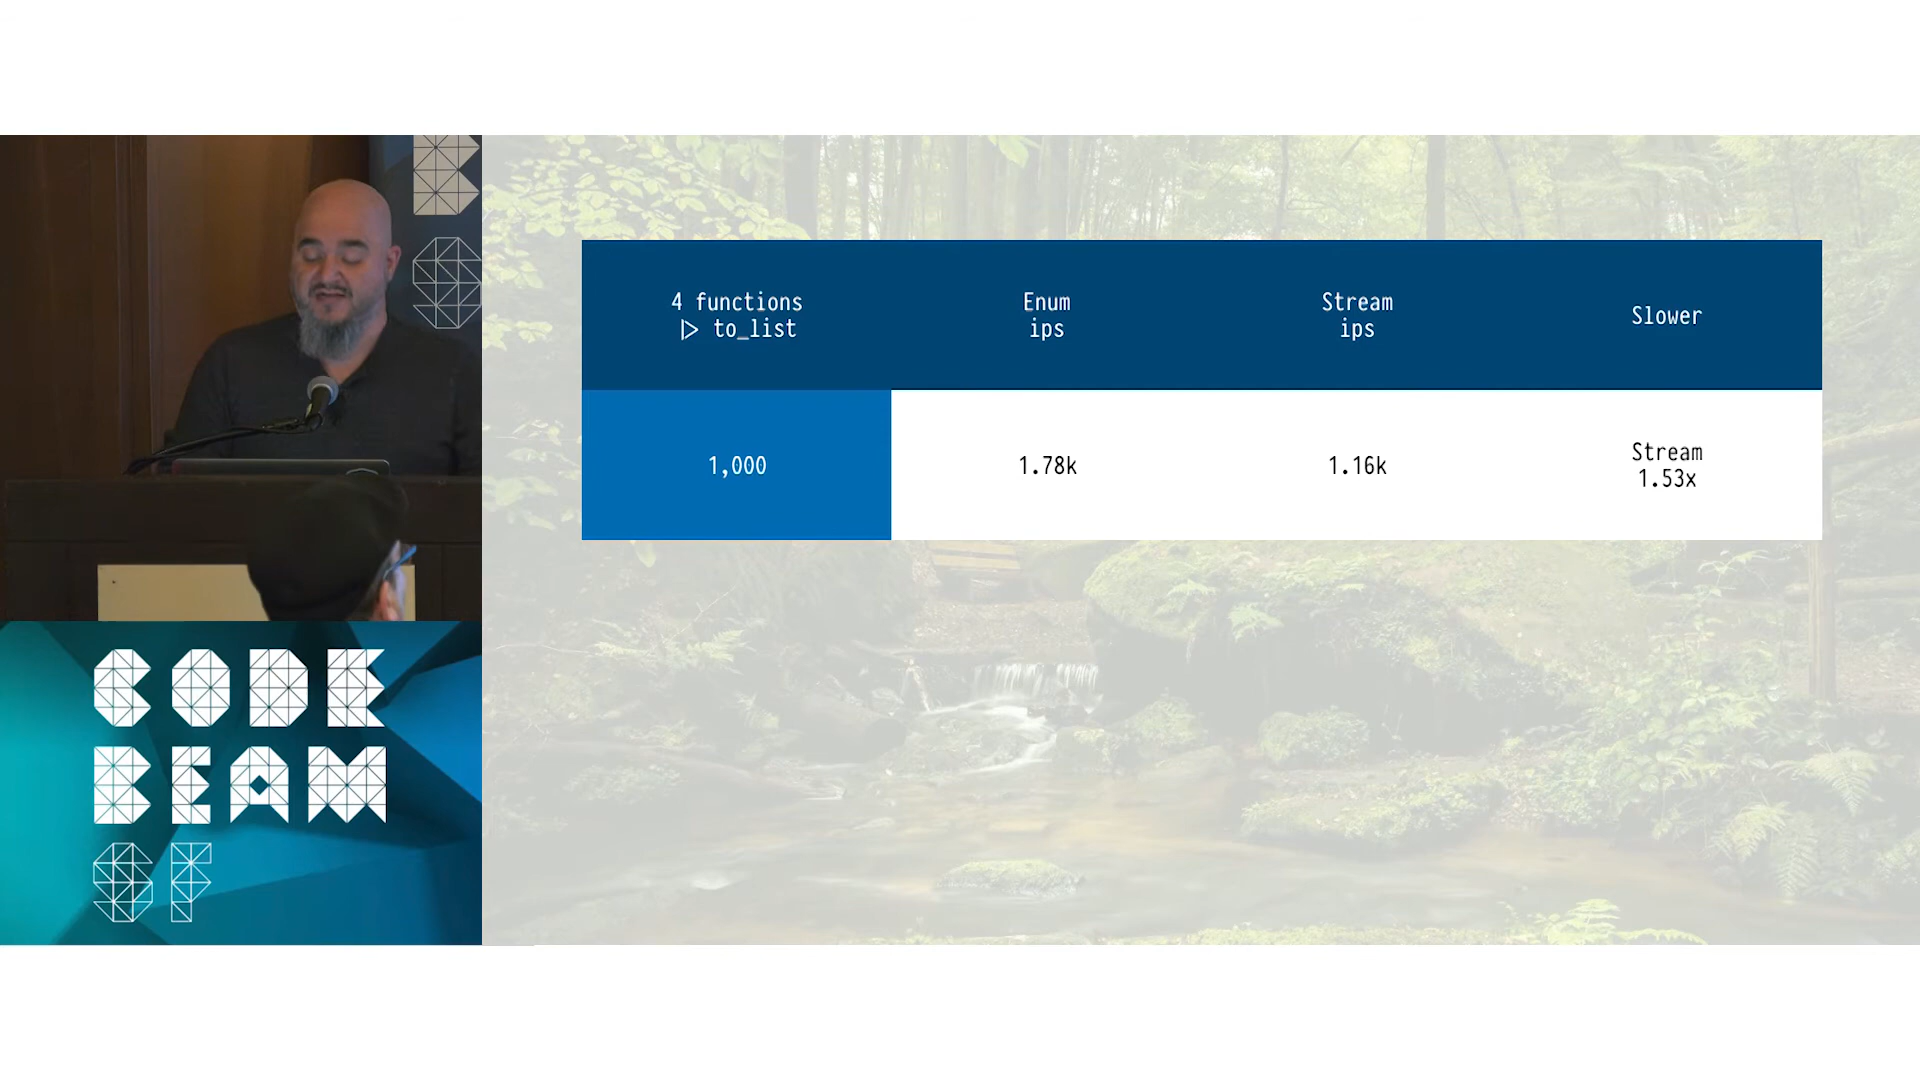 4 functions
|> to_list
Enum
ips
Stream
ips
Slower
1,000
1.78k
1.16k
Stream
1.53x
CODE
BEAM
SF